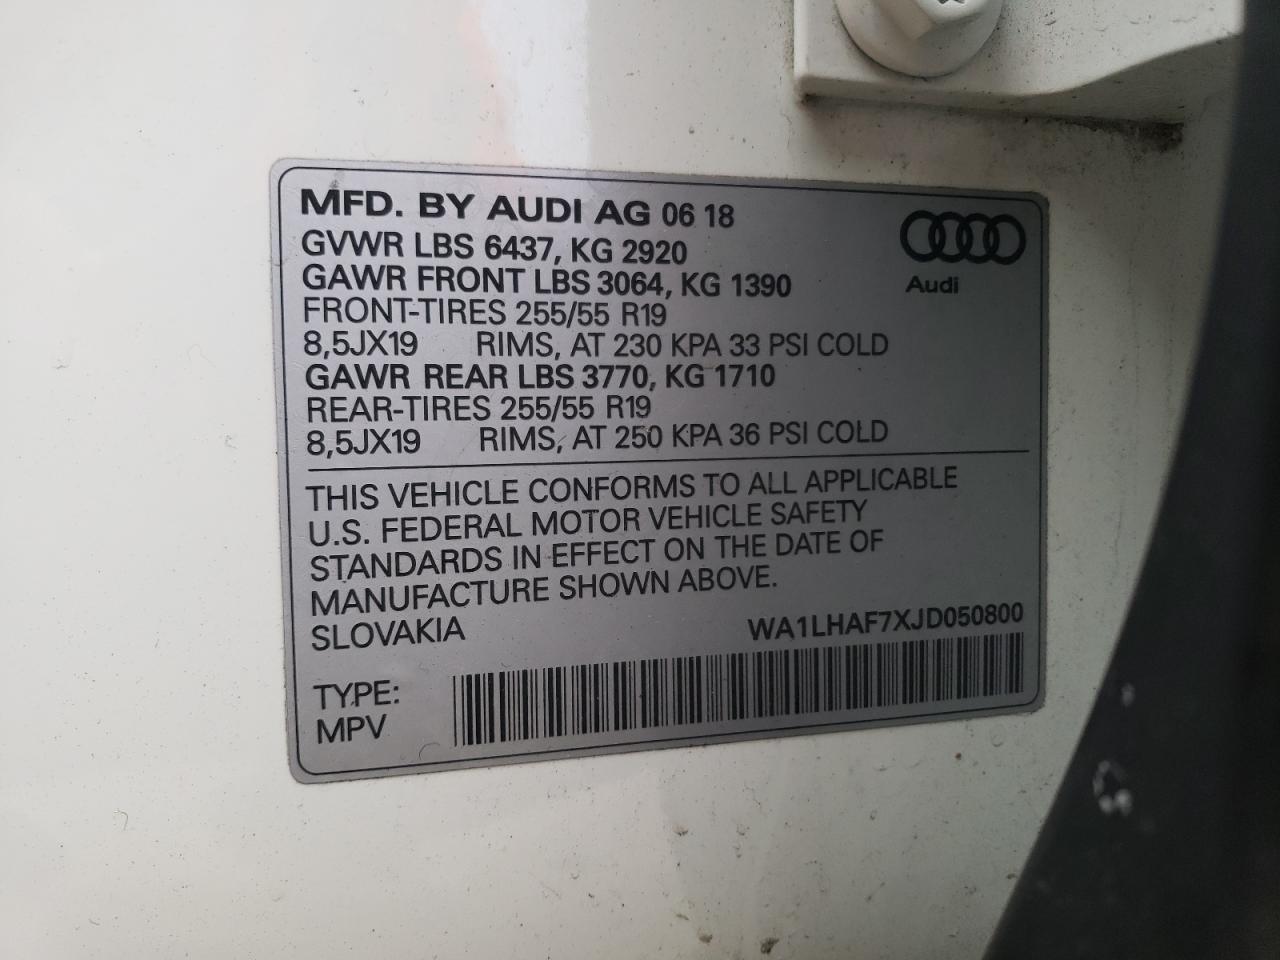 MFD. BY AUDI AG 06 18
GVWR LBS 6437, KG 2920
GAWR FRONT LBS 3064, KG 1390
FRONT-TIRES 255/55 R19
8,5JX19 RIMS, AT 230 KPA 33 PSI COLD
GAWR REAR LBS 3770, KG 1710
REAR-TIRES 255/55 R19
8,5JX19 RIMS, AT 250 KPA 36 PSI COLD
Audi
THIS VEHICLE CONFORMS TO ALL APPLICABLE
U.S. FEDERAL MOTOR VEHICLE SAFETY
STANDARDS IN EFFECT ON THE DATE OF
MANUFACTURE SHOWN ABOVE.
SLOVAKIA WA1LHAF7XJD050800
TYPE:
MPV